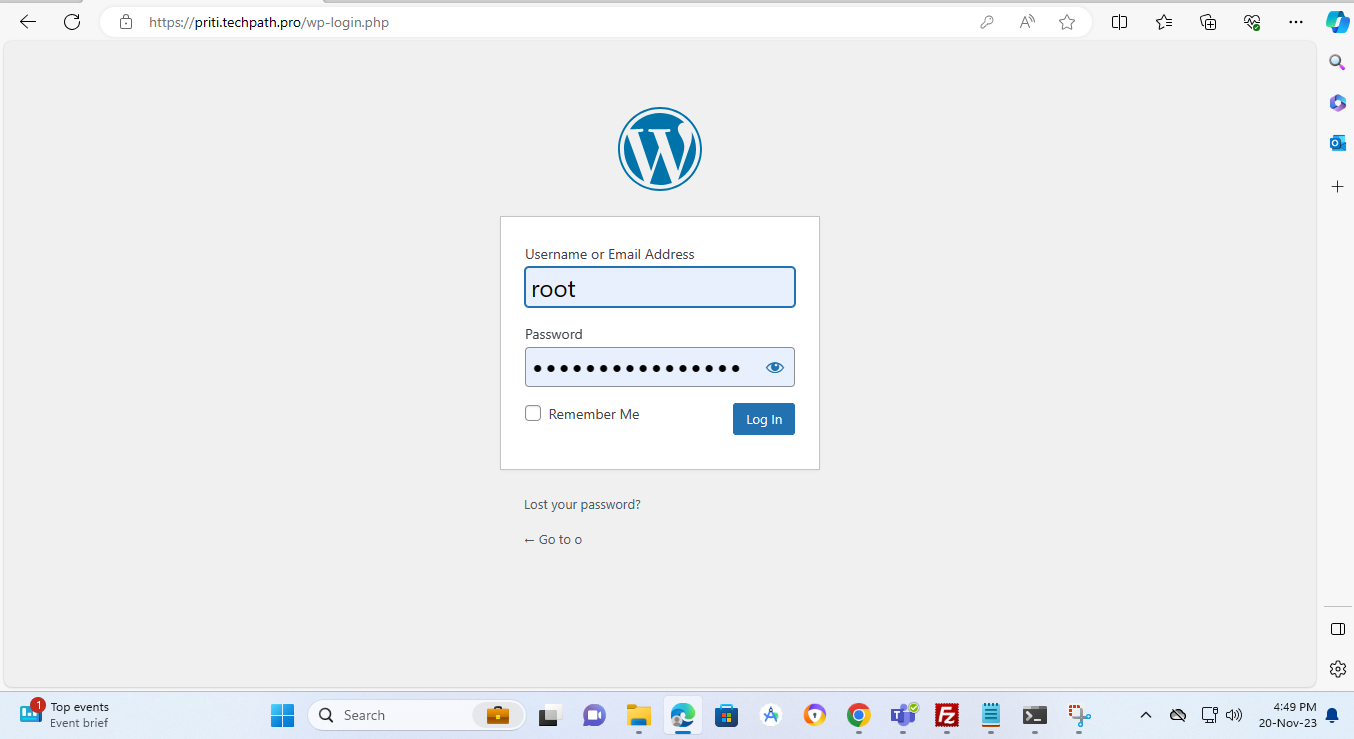 https://priti.techpath.pro/wp-login.php
Username or Email Address
root
Password
Remember Me
Log In
Lost your password?
← Go to o
1
Top events
Event brief
Search
4:49 PM
20-Nov-23